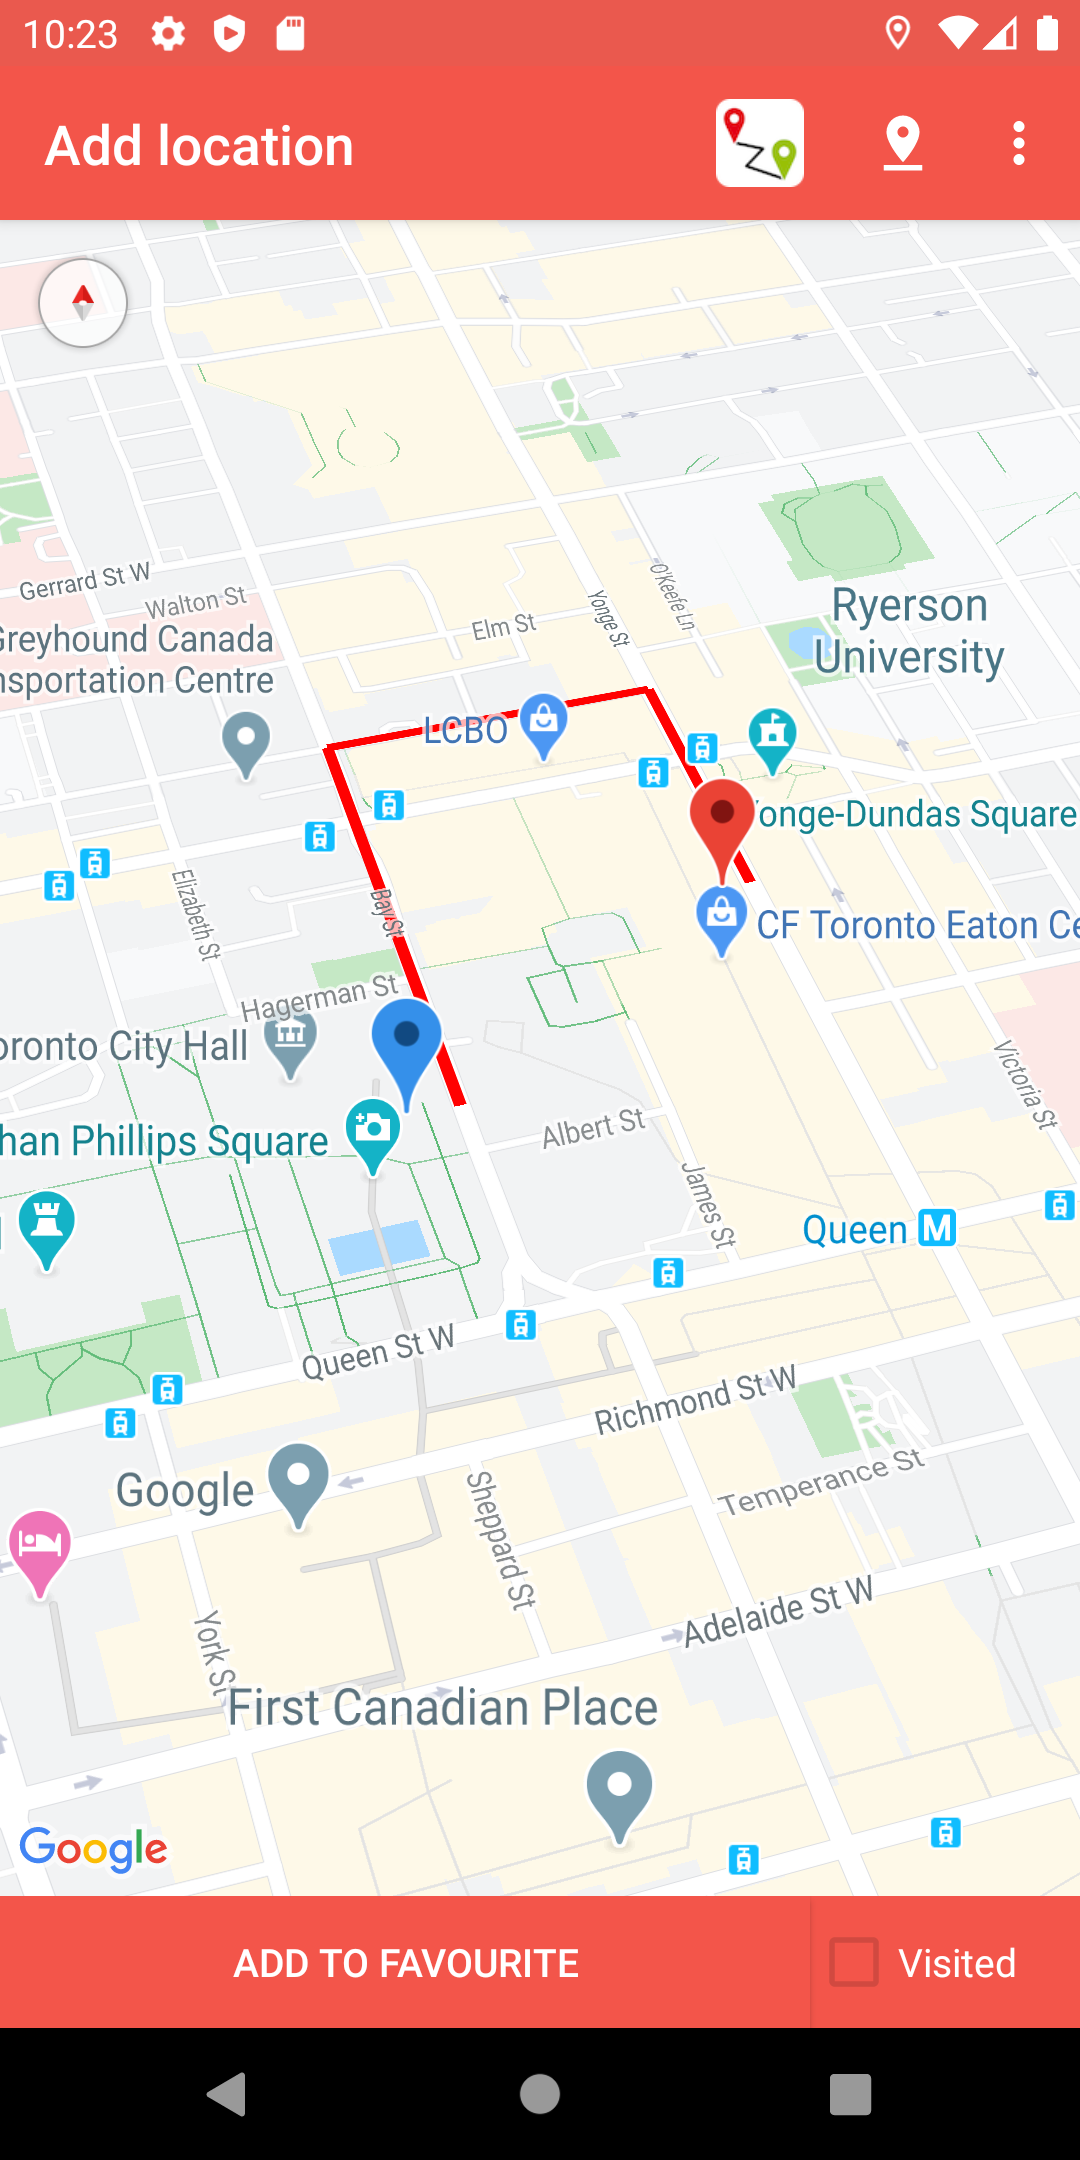 10:23
Add location
Gerrard St W
Walton St
Greyhound Canada
nsportation Centre
Elm St
Yonge St
O'Keefe Ln
Ryerson
University
LCBO
Yonge-Dundas Square
Elizabeth St
Bay St
CF Toronto Eaton Ce
Hagerman St
oronto City Hall
Victoria St
han Phillips Square
Albert St
James St
Queen M
Queen St W
Richmond St W
Temperance St
Google
Sheppard St
Adelaide St W
York St
First Canadian Place
Google
ADD TO FAVOURITE
Visited